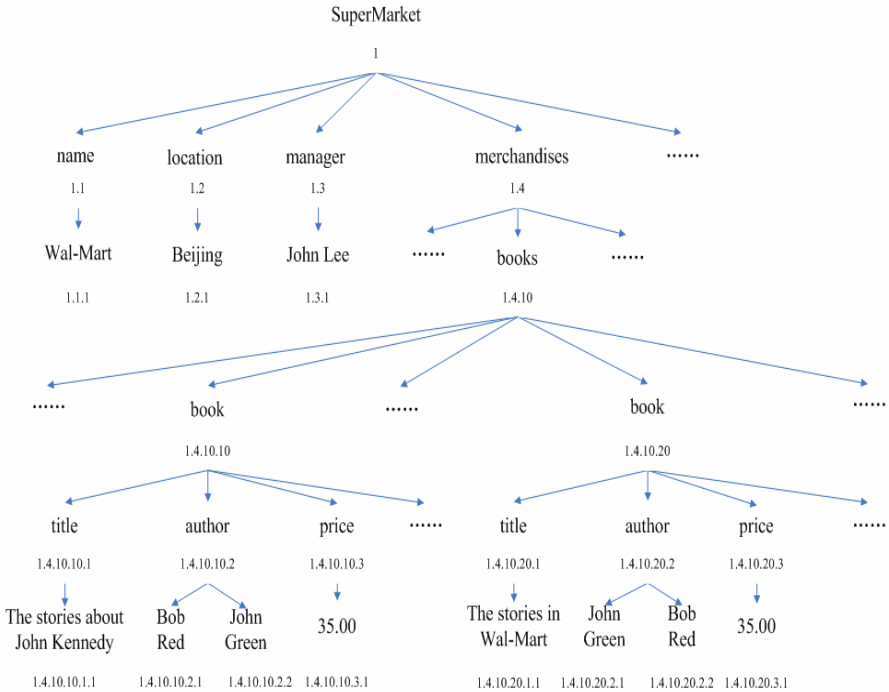 SuperMarket
1
name location manager merchandises ······
1.1 1.2 1.3 1.4
Wal-Mart Beijing John Lee ······ books ······
1.1.1 1.2.1 1.3.1 1.4.10
······ book ······ book ······
1.4.10.10 1.4.10.20
title author price ······ title author price ······
1.4.10.10.1 1.4.10.10.2 1.4.10.10.3 1.4.10.20.1 1.4.10.20.2 1.4.10.20.3
The stories about Bob John 35.00 The stories in John Bob 35.00
John Kennedy Red Green Wal-Mart Green Red
1.4.10.10.1.1 1.4.10.10.2.1 1.4.10.10.2.2 1.4.10.10.3.1 1.4.10.20.1.1 1.4.10.20.2.1 1.4.10.20.2.2 1.4.10.20.3.1